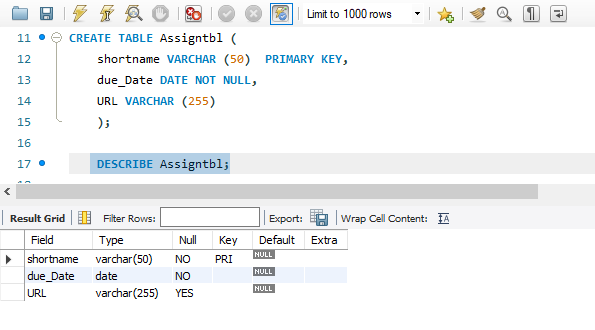 Limit to 1000 rows
11 CREATE TABLE Assigntbl (
12 shortname VARCHAR (50)  PRIMARY KEY,
13 due_Date DATE NOT NULL,
14 URL VARCHAR (255)
15 );
16
17 DESCRIBE Assigntbl;
Result Grid Filter Rows: Export: Wrap Cell Content: IA
Field Type Null Key Default Extra
shortname varchar(50) NO PRI NULL
due_Date date NO NULL
URL varchar(255) YES NULL